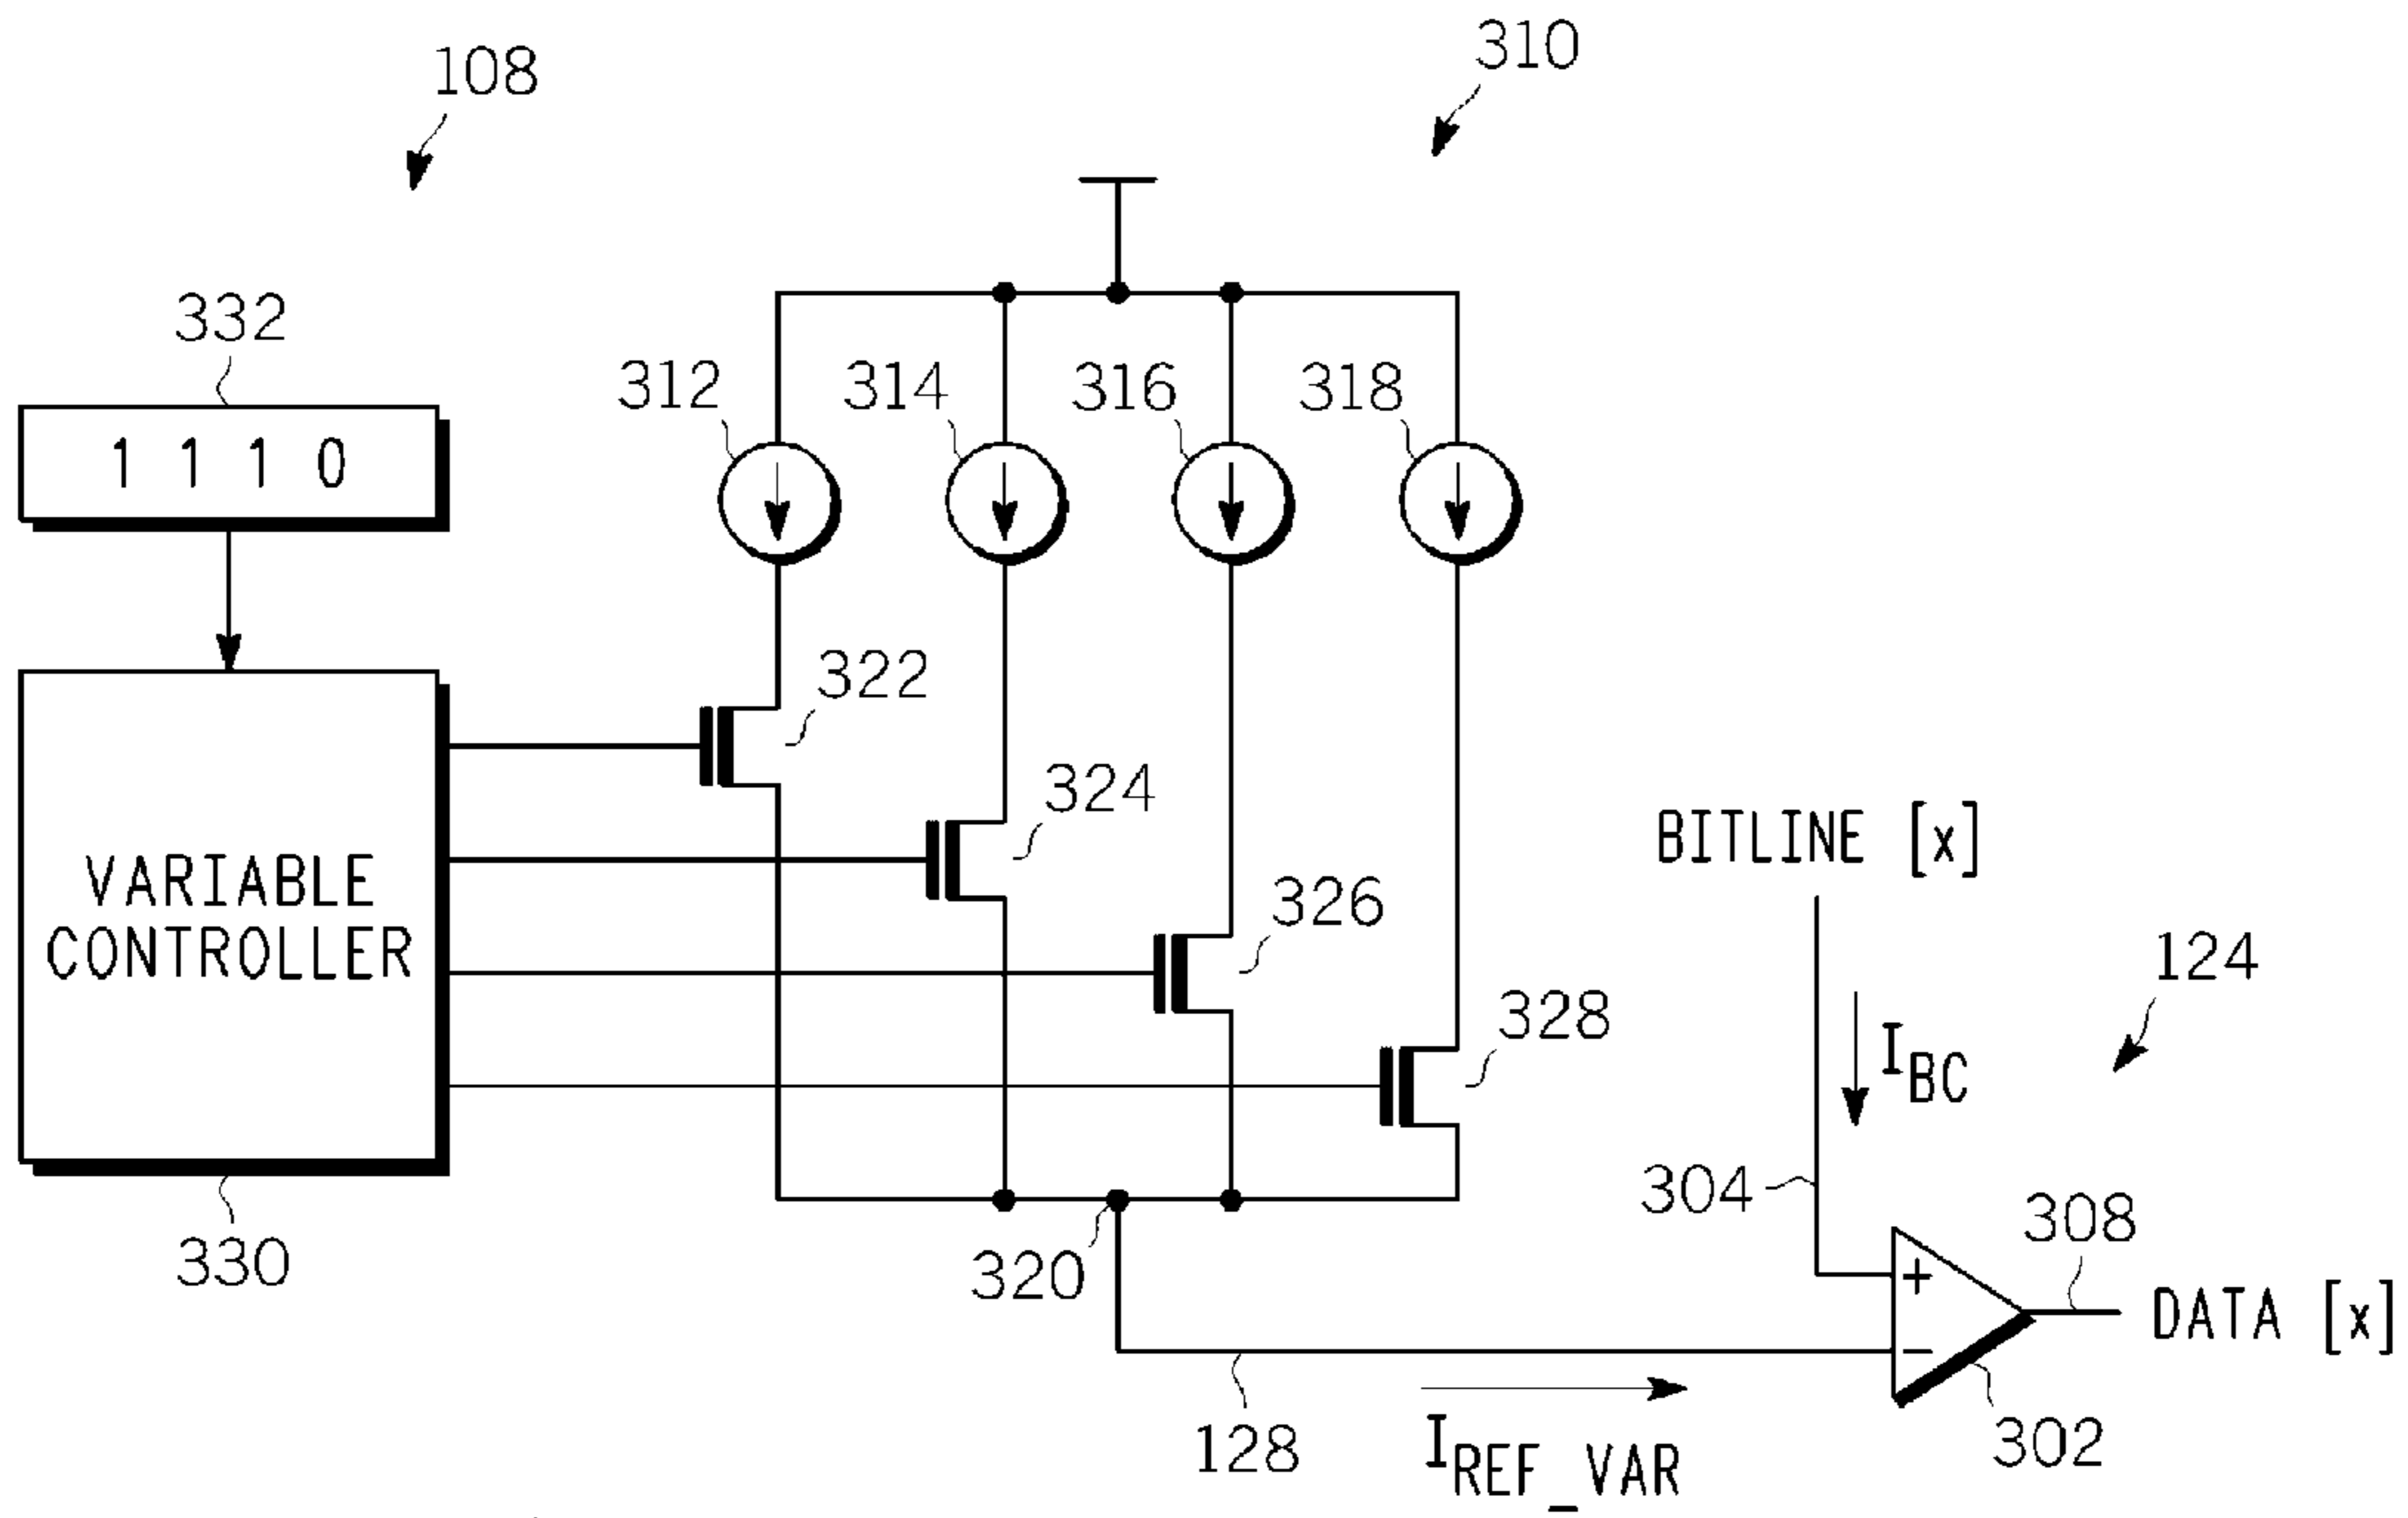 310
108
332
312
314
316
318
1 1 1 0
322
324
VARIABLE
CONTROLLER
BITLINE [x]
326
124
328
I_BC
304
308
330
320
DATA [x]
128
I_REF_VAR
302